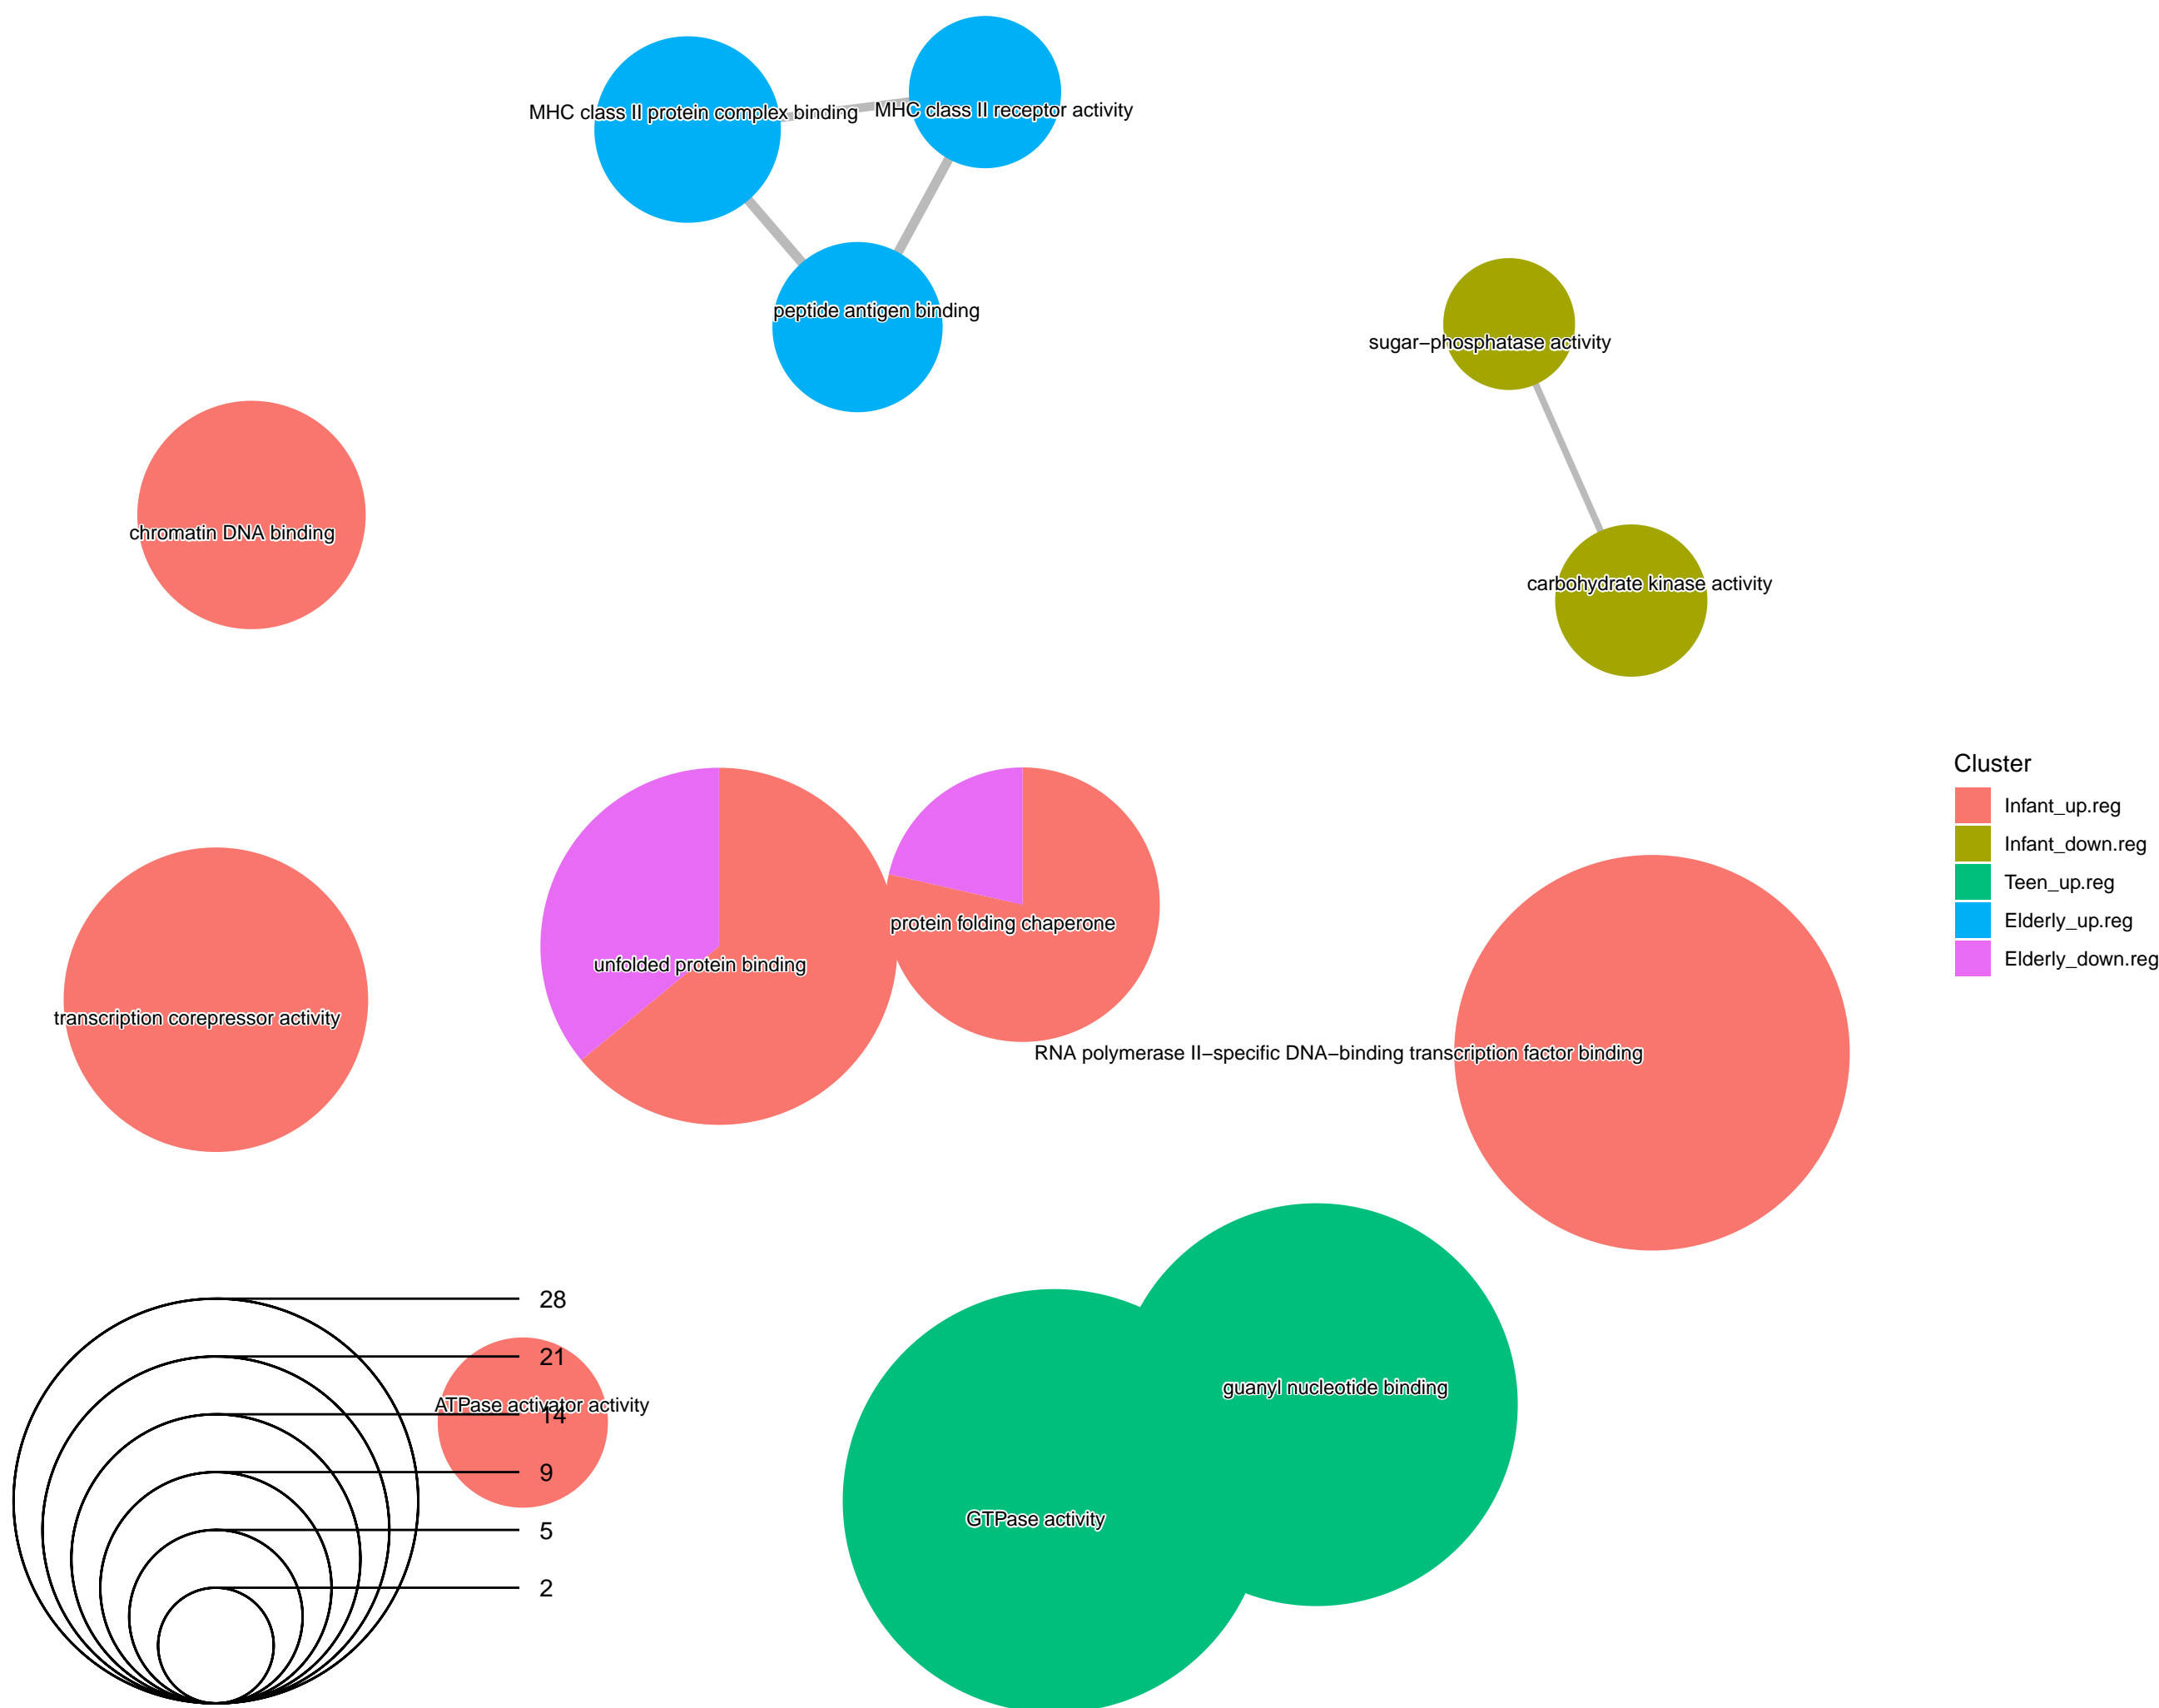 MHC class II protein complex binding
MHC class II receptor activity
peptide antigen binding
sugar−phosphatase activity
chromatin DNA binding
carbohydrate kinase activity
Cluster
Infant_up.reg
Infant_down.reg
Teen_up.reg
Elderly_up.reg
Elderly_down.reg
protein folding chaperone
unfolded protein binding
transcription corepressor activity
RNA polymerase II−specific DNA−binding transcription factor binding
28
21
ATPase activator activity
14
guanyl nucleotide binding
9
GTPase activity
5
2